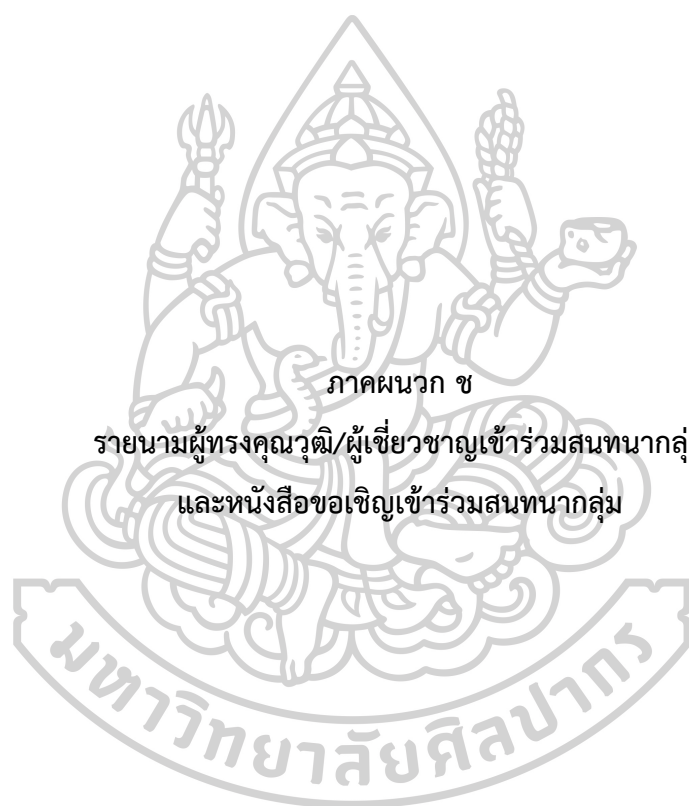 ภาคผนวก ช
รายนามผู้ทรงคุณวุฒิ/ผู้เชี่ยวชาญเข้าร่วมสนทนากลุ่
และหนังสือขอเชิญเข้าร่วมสนทนากลุ่ม
มหาวิทยาลัยศิลปากร